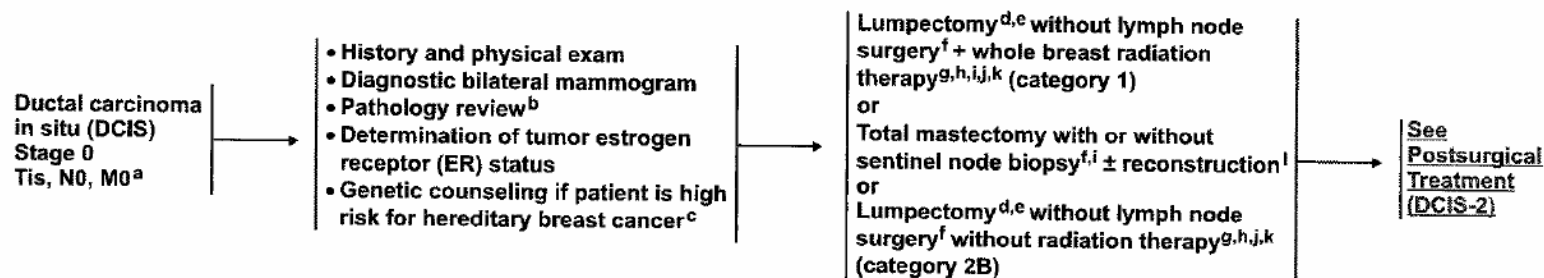 Ductal carcinoma
in situ (DCIS)
Stage 0
Tis, N0, M0ᵃ
• History and physical exam
• Diagnostic bilateral mammogram
• Pathology reviewᵇ
• Determination of tumor estrogen
receptor (ER) status
• Genetic counseling if patient is high
risk for hereditary breast cancerᶜ
Lumpectomyᵈ,ᵉ without lymph node
surgeryᶠ + whole breast radiation
therapyᵍ,ʰ,ⁱ,ʲ,ᵏ (category 1)
or
Total mastectomy with or without
sentinel node biopsyᶠ,ⁱ ± reconstructionˡ
or
Lumpectomyᵈ,ᵉ without lymph node
surgeryᶠ without radiation therapyᵍ,ʰ,ʲ,ᵏ
(category 2B)
See
Postsurgical
Treatment
(DCIS-2)